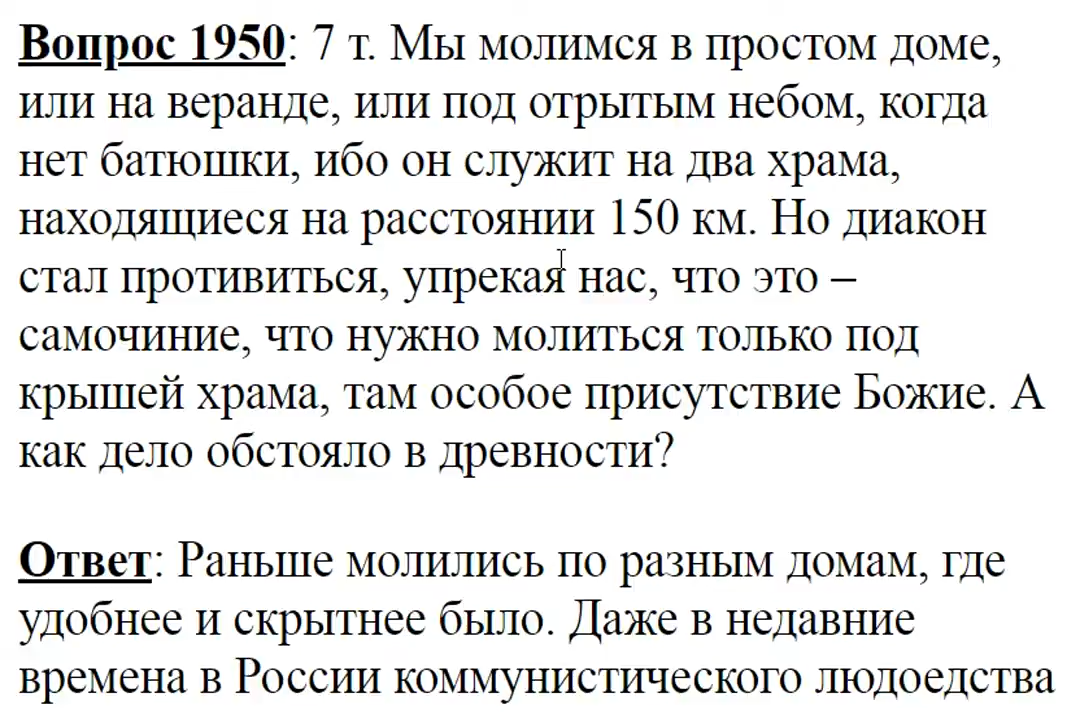 Вопрос 1950: 7 т. Мы молимся в простом доме,
или на веранде, или под отрытым небом, когда
нет батюшки, ибо он служит на два храма,
находящиеся на расстоянии 150 км. Но диакон
стал противиться, упрекая нас, что это –
самочиние, что нужно молиться только под
крышей храма, там особое присутствие Божие. А
как дело обстояло в древности?
Ответ: Раньше молились по разным домам, где
удобнее и скрытнее было. Даже в недавние
времена в России коммунистического людоедства